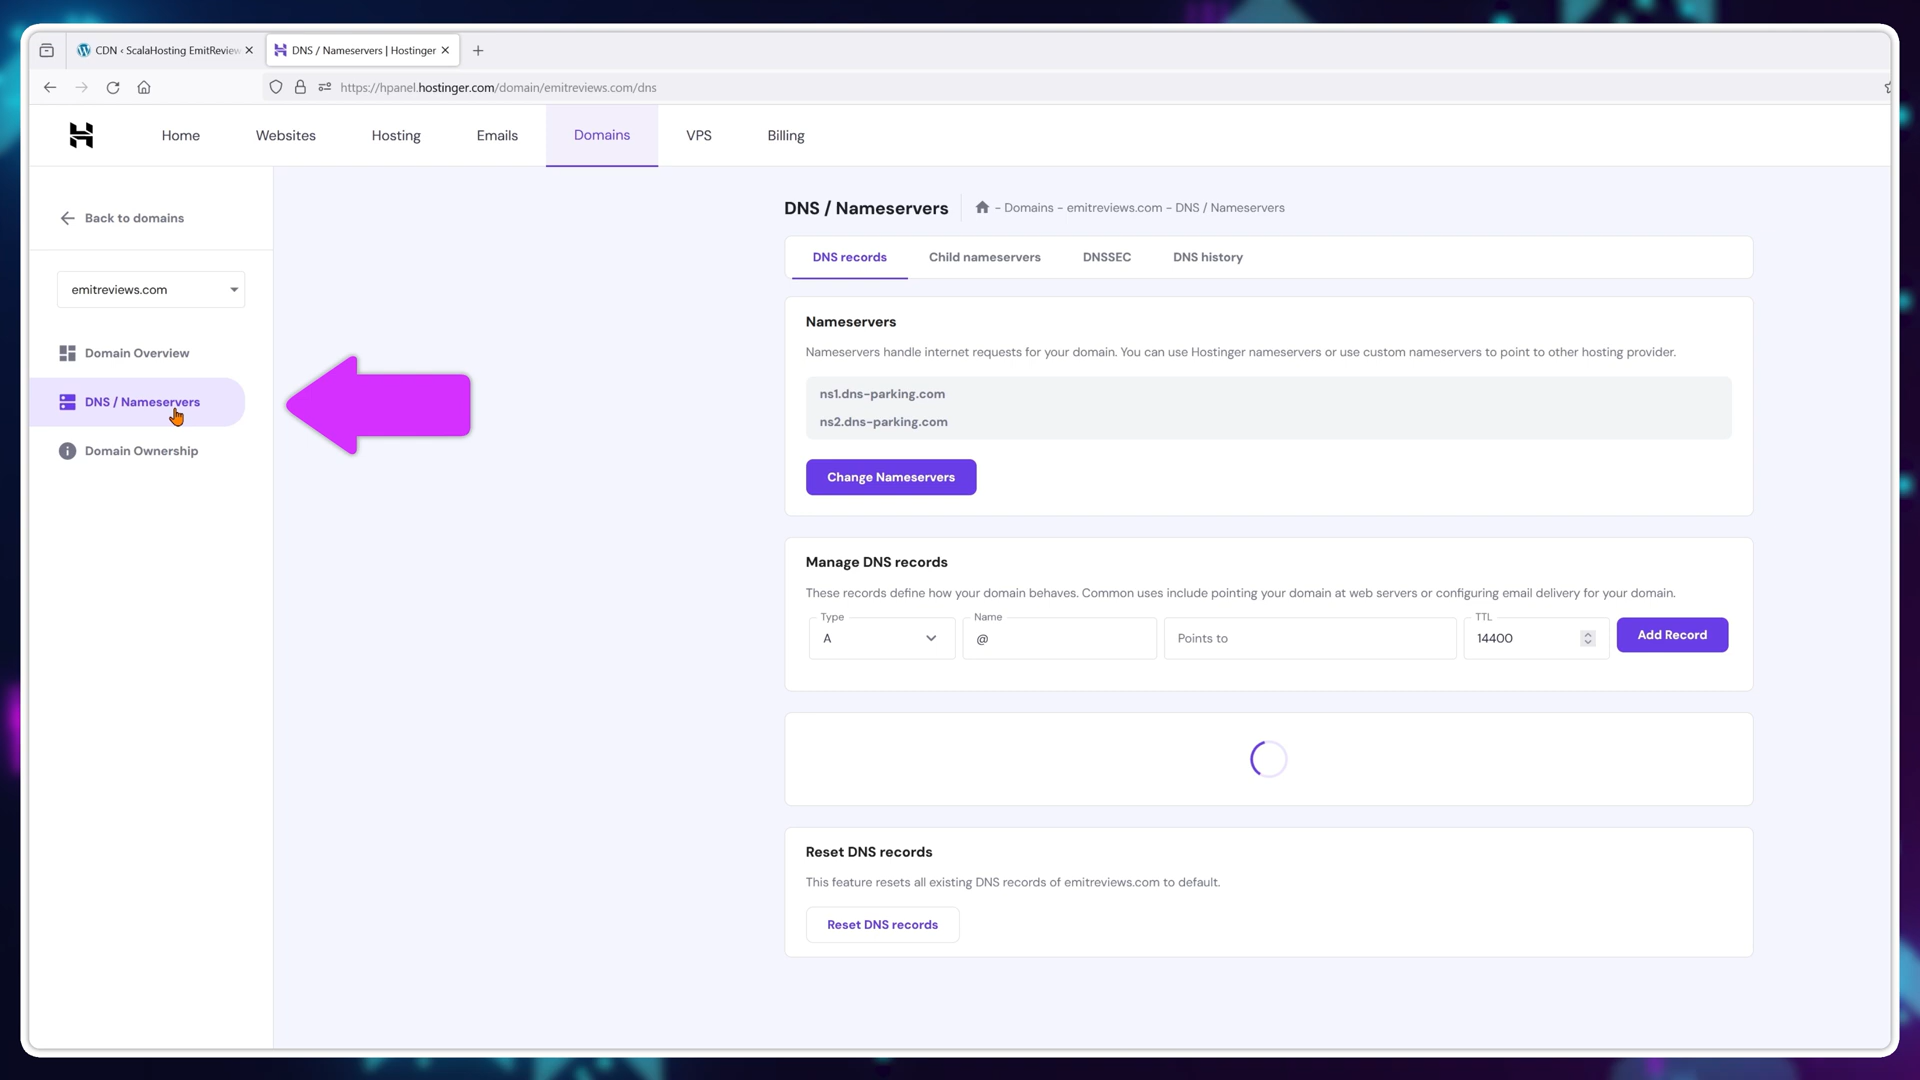 CDN ‹ ScalaHosting EmitReview
DNS / Nameservers | Hostinger
https://hpanel.hostinger.com/domain/emitreviews.com/dns
Home
Websites
Hosting
Emails
Domains
VPS
Billing
Back to domains
emitreviews.com
Domain Overview
DNS / Nameservers
Domain Ownership
DNS / Nameservers
- Domains - emitreviews.com - DNS / Nameservers
DNS records
Child nameservers
DNSSEC
DNS history
Nameservers
Nameservers handle internet requests for your domain. You can use Hostinger nameservers or use custom nameservers to point to other hosting provider.
ns1.dns-parking.com
ns2.dns-parking.com
Change Nameservers
Manage DNS records
These records define how your domain behaves. Common uses include pointing your domain at web servers or configuring email delivery for your domain.
Type
A
Name
@
Points to
TTL
14400
Add Record
Reset DNS records
This feature resets all existing DNS records of emitreviews.com to default.
Reset DNS records